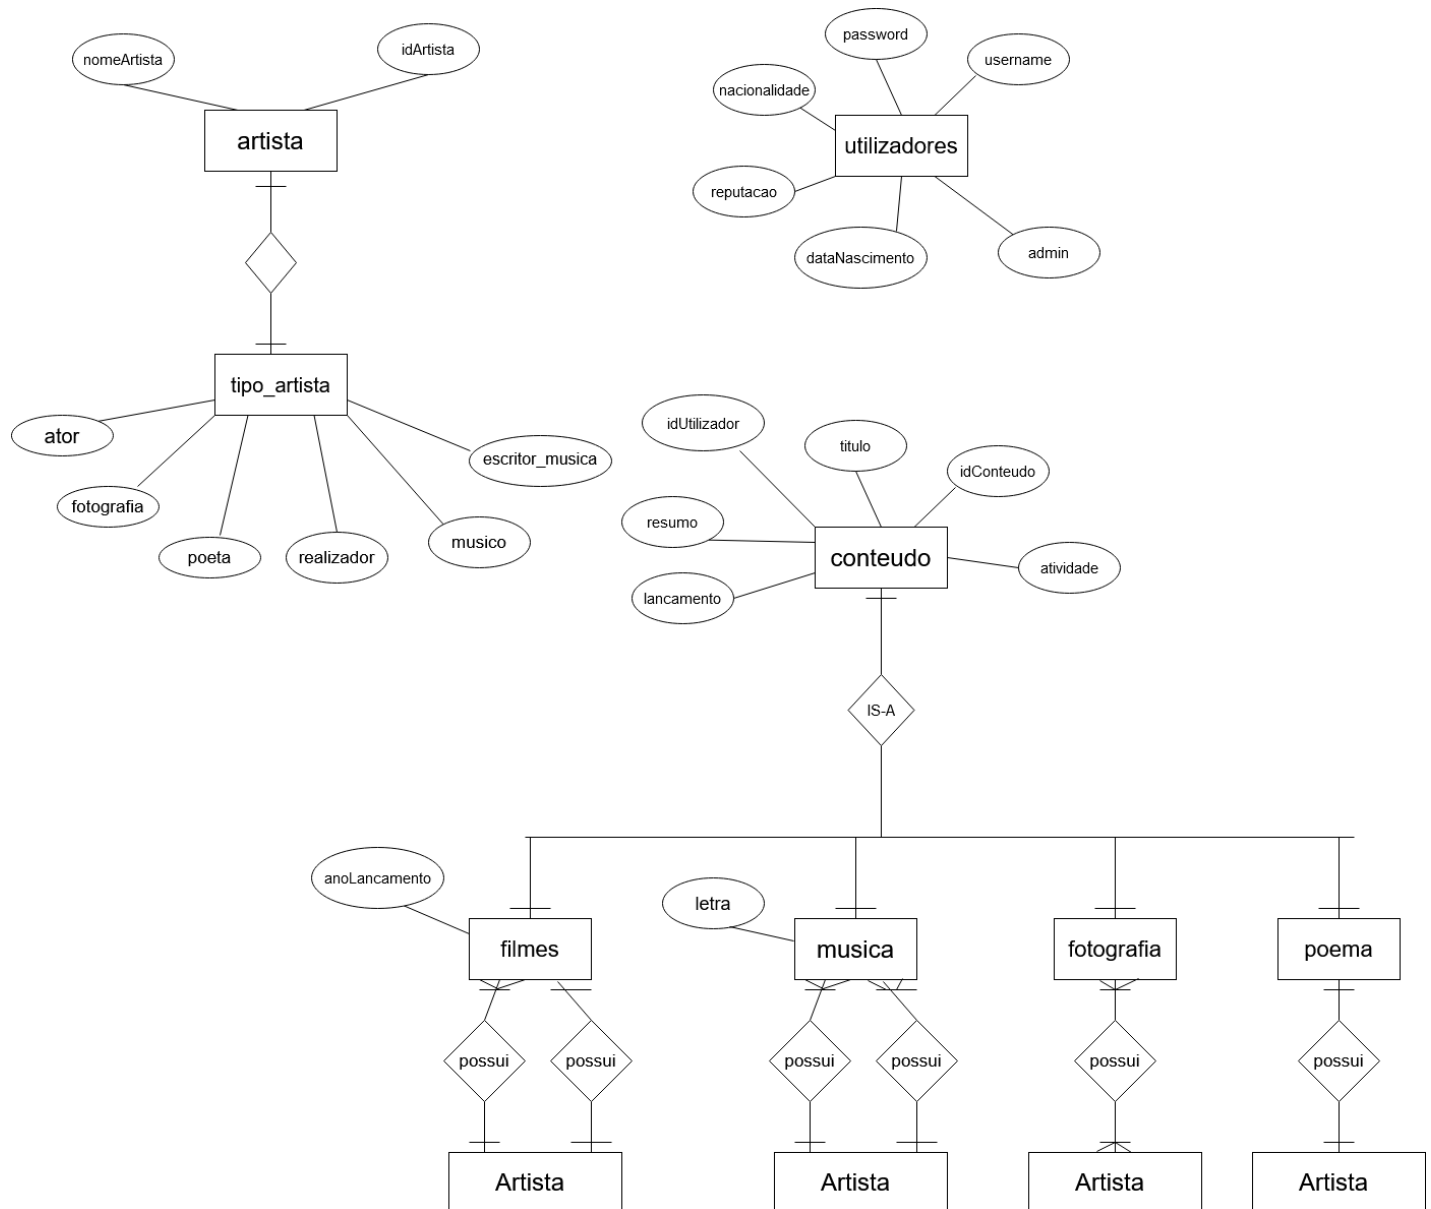 nomeArtista
idArtista
artista
tipo_artista
ator
fotografia
poeta
realizador
musico
escritor_musica
password
username
nacionalidade
utilizadores
reputacao
dataNascimento
admin
idUtilizador
titulo
idConteudo
resumo
conteudo
lancamento
atividade
IS-A
anoLancamento
letra
filmes
musica
fotografia
poema
possui
possui
possui
possui
possui
possui
Artista
Artista
Artista
Artista